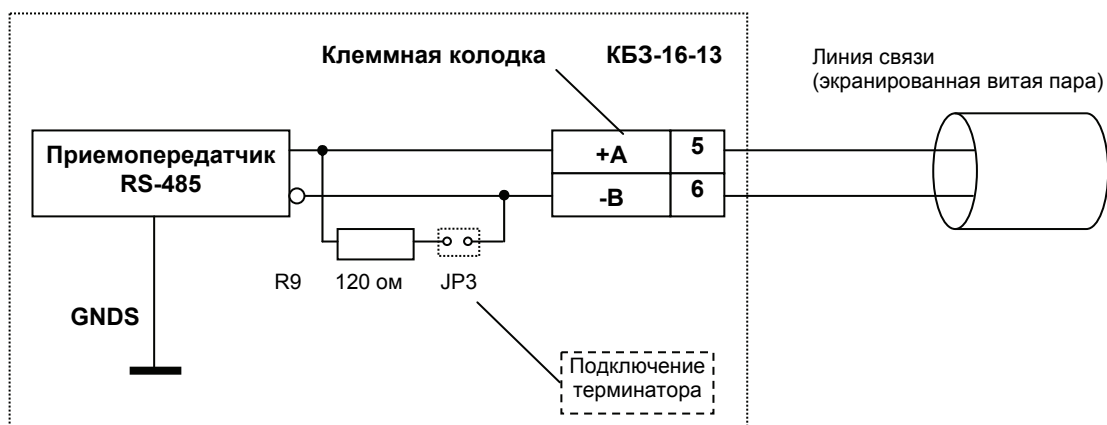 Клеммная колодка
КБЗ-16-13
Линия связи
(экранированная витая пара)
Приемопередатчик
RS-485
+A
5
-B
6
R9
120 ом
JP3
GNDS
Подключение
терминатора